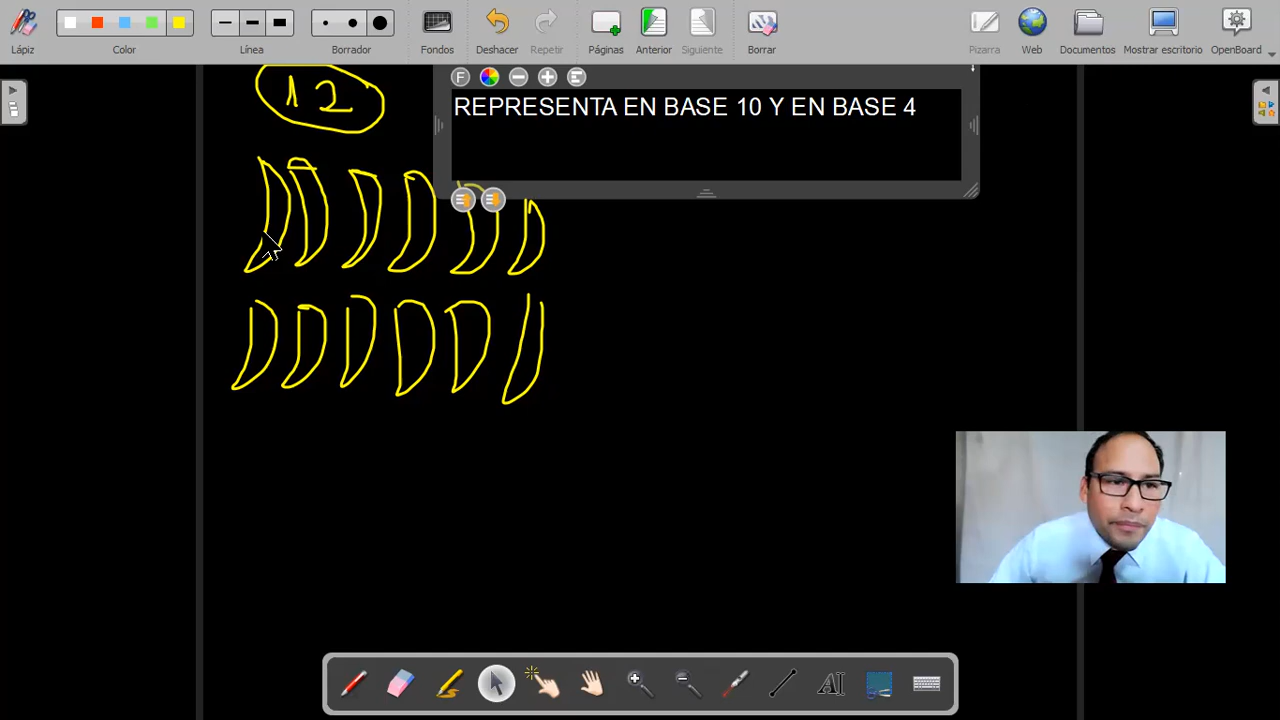 Lápiz
Color
Línea
Borrador
Fondos
Deshacer
Repetir
Páginas
Anterior
Siguiente
Borrar
Pizarra
Web
Documentos
Mostrar escritorio
OpenBoard
12
F
REPRESENTA EN BASE 10 Y EN BASE 4
AI